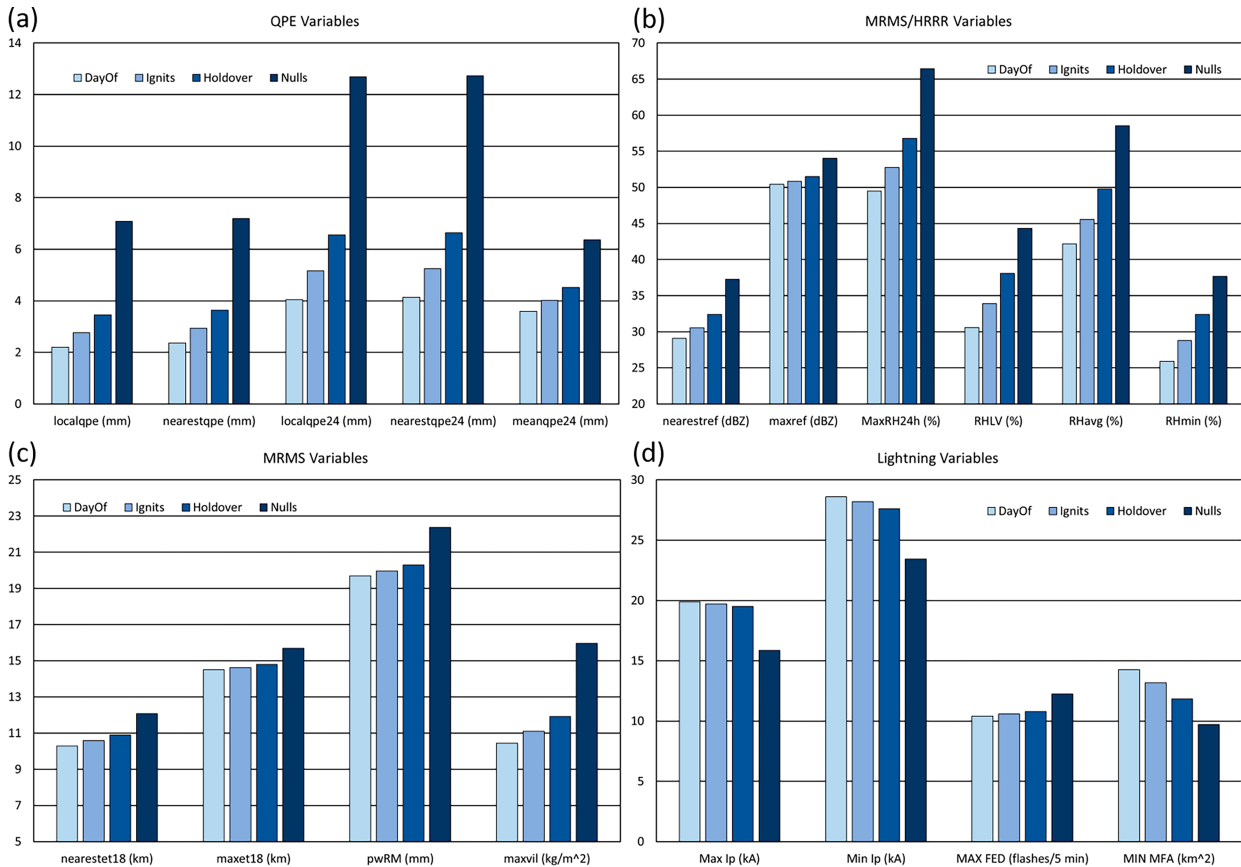 (a)
QPE Variables
14
12
10
8
6
4
2
0
DayOf Ignits Holdover Nulls
localqpe (mm) nearestqpe (mm) localqpe24 (mm) nearestqpe24 (mm) meanqpe24 (mm)
(b)
MRMS/HRRR Variables
70
65
60
55
50
45
40
35
30
25
20
DayOf Ignits Holdover Nulls
nearestref (dBZ) maxref (dBZ) MaxRH24h (%) RHLV (%) RHavg (%) RHmin (%)
(c)
MRMS Variables
25
23
21
19
17
15
13
11
9
7
5
DayOf Ignits Holdover Nulls
nearestet18 (km) maxet18 (km) pwRM (mm) maxvil (kg/m^2)
(d)
Lightning Variables
30
25
20
15
10
5
0
DayOf Ignits Holdover Nulls
Max Ip (kA) Min Ip (kA) MAX FED (flashes/5 min) MIN MFA (km^2)